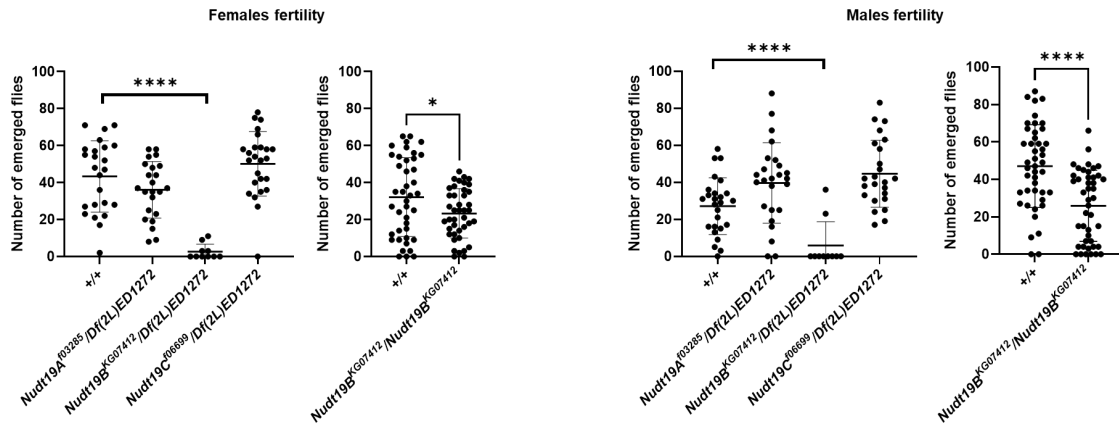 Females fertility
Number of emerged flies
100
80
60
40
20
0
****
+/+
Nudt19A^f03285/Df(2L)ED1272
Nudt19B^KG07412/Df(2L)ED1272
Nudt19C^f06699/Df(2L)ED1272
Number of emerged flies
100
80
60
40
20
0
*
+/+
Nudt19B^KG07412/Nudt19B^KG07412
Males fertility
Number of emerged flies
100
80
60
40
20
0
****
+/+
Nudt19A^f03285/Df(2L)ED1272
Nudt19B^KG07412/Df(2L)ED1272
Nudt19C^f06699/Df(2L)ED1272
Number of emerged flies
100
80
60
40
20
0
****
+/+
Nudt19B^KG07412/Nudt19B^KG07412